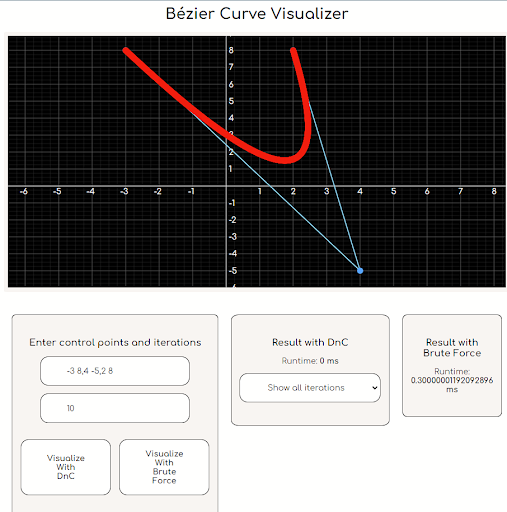 Bézier Curve Visualizer
8
7
6
5
4
3
2
1
-6 -5 -4 -3 -2 -1 1 2 3 4 5 6 7 8
-1
-2
-3
-4
-5
Enter control points and iterations
-3 8,4 -5,2 8
10
Visualize
With
DnC
Visualize
With
Brute
Force
Result with DnC
Runtime: 0 ms
Show all iterations
Result with
Brute Force
Runtime:
0.30000001192092896
ms